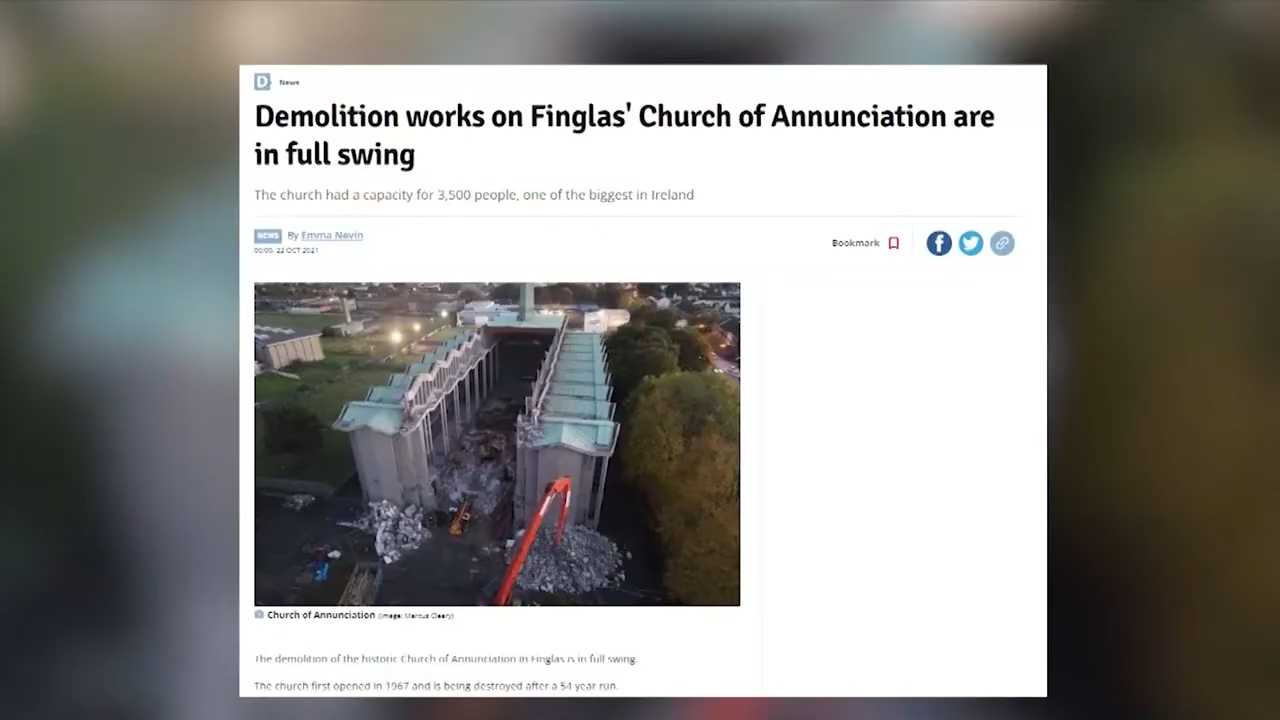 D
News
Demolition works on Finglas' Church of Annunciation are
in full swing
The church had a capacity for 3,500 people, one of the biggest in Ireland
NEWS By Emma Nevin
Bookmark
00:00, 22 OCT 2021
Church of Annunciation (Image: Marcus Cleary)
The demolition of the historic Church of Annunciation in Finglas is in full swing.
The church first opened in 1967 and is being destroyed after a 54 year run.